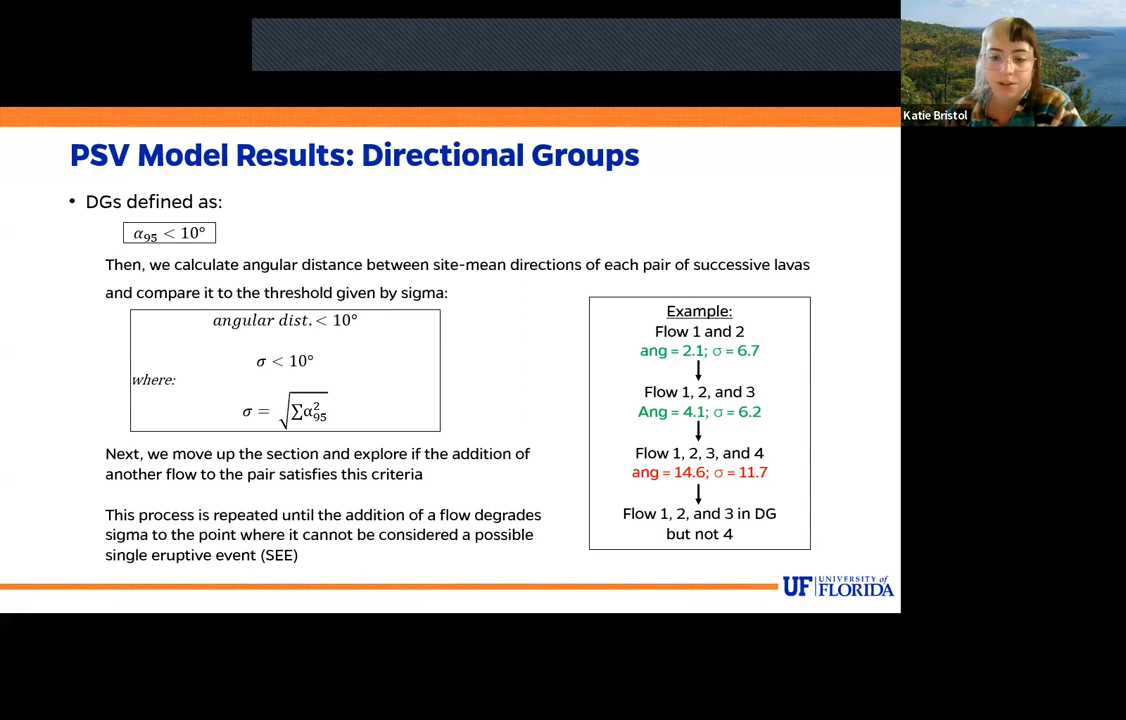 Katie Bristol
PSV Model Results: Directional Groups
• DGs defined as:
α₉₅ < 10°
Then, we calculate angular distance between site-mean directions of each pair of successive lavas
and compare it to the threshold given by sigma:
angular dist. < 10°
σ < 10°
where:
σ = √∑α²₉₅
Next, we move up the section and explore if the addition of
another flow to the pair satisfies this criteria
This process is repeated until the addition of a flow degrades
sigma to the point where it cannot be considered a possible
single eruptive event (SEE)
Example:
Flow 1 and 2
ang = 2.1; σ = 6.7
Flow 1, 2, and 3
Ang = 4.1; σ = 6.2
Flow 1, 2, 3, and 4
ang = 14.6; σ = 11.7
Flow 1, 2, and 3 in DG
but not 4
UF UNIVERSITY of
FLORIDA